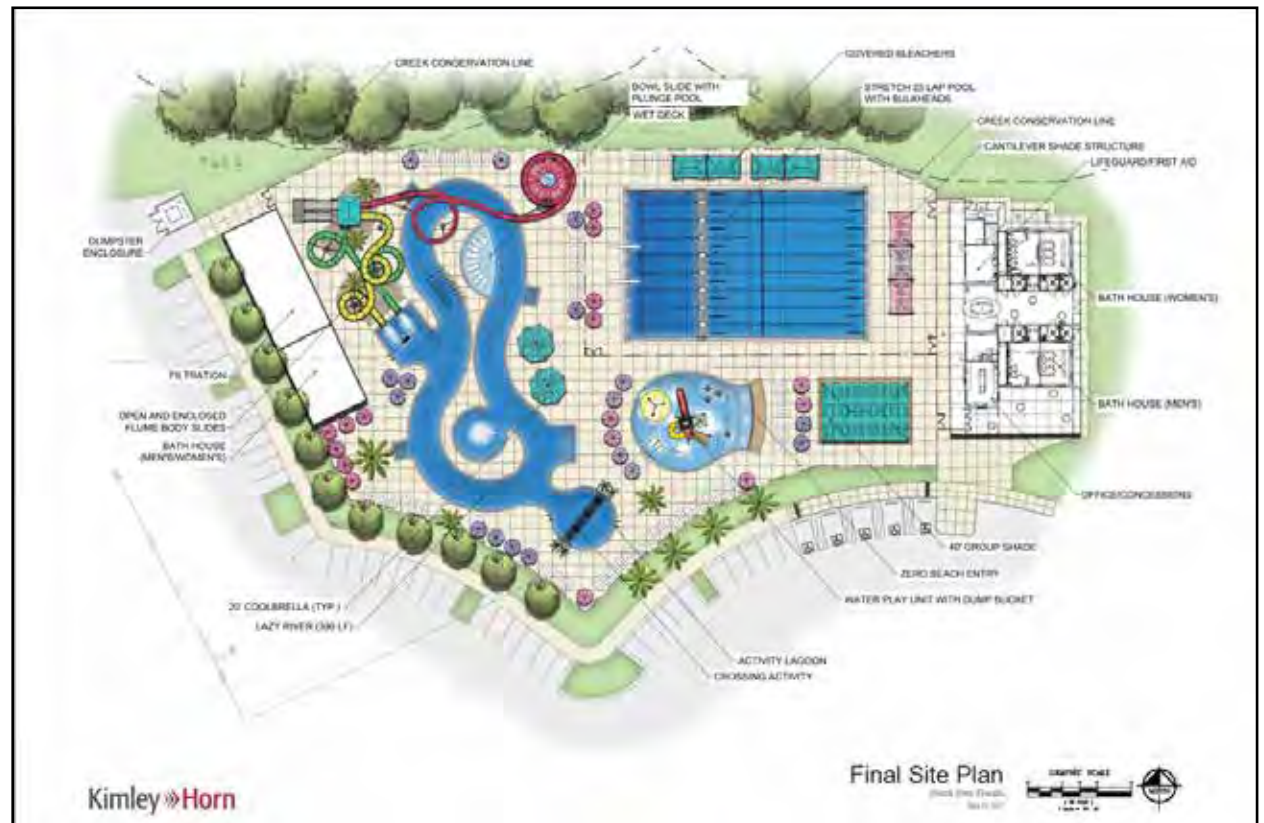 COVERED BLEACHERS
CREEK CONSERVATION LINE
BOWL SLIDE WITH
PLUNGE POOL
WET DECK
STRETCH 25 LAP POOL
WITH BULKHEADS
CREEK CONSERVATION LINE
CANTILEVER SHADE STRUCTURE
LIFEGUARD/FIRST AID
DUMPSTER
ENCLOSURE
BATH HOUSE (WOMEN'S)
FILTRATION
OPEN AND ENCLOSED
FLUME BODY SLIDES
BATH HOUSE
(MEN'S/WOMEN'S)
BATH HOUSE (MEN'S)
OFFICE/CONCESSIONS
40' GROUP SHADE
ZERO BEACH ENTRY
WATER PLAY UNIT WITH DUMP BUCKET
20' COOLBRELLA (TYP.)
LAZY RIVER
ACTIVITY LAGOON
CROSSING ACTIVITY
Final Site Plan
GRAPHIC SCALE
NORTH
Kimley»Horn